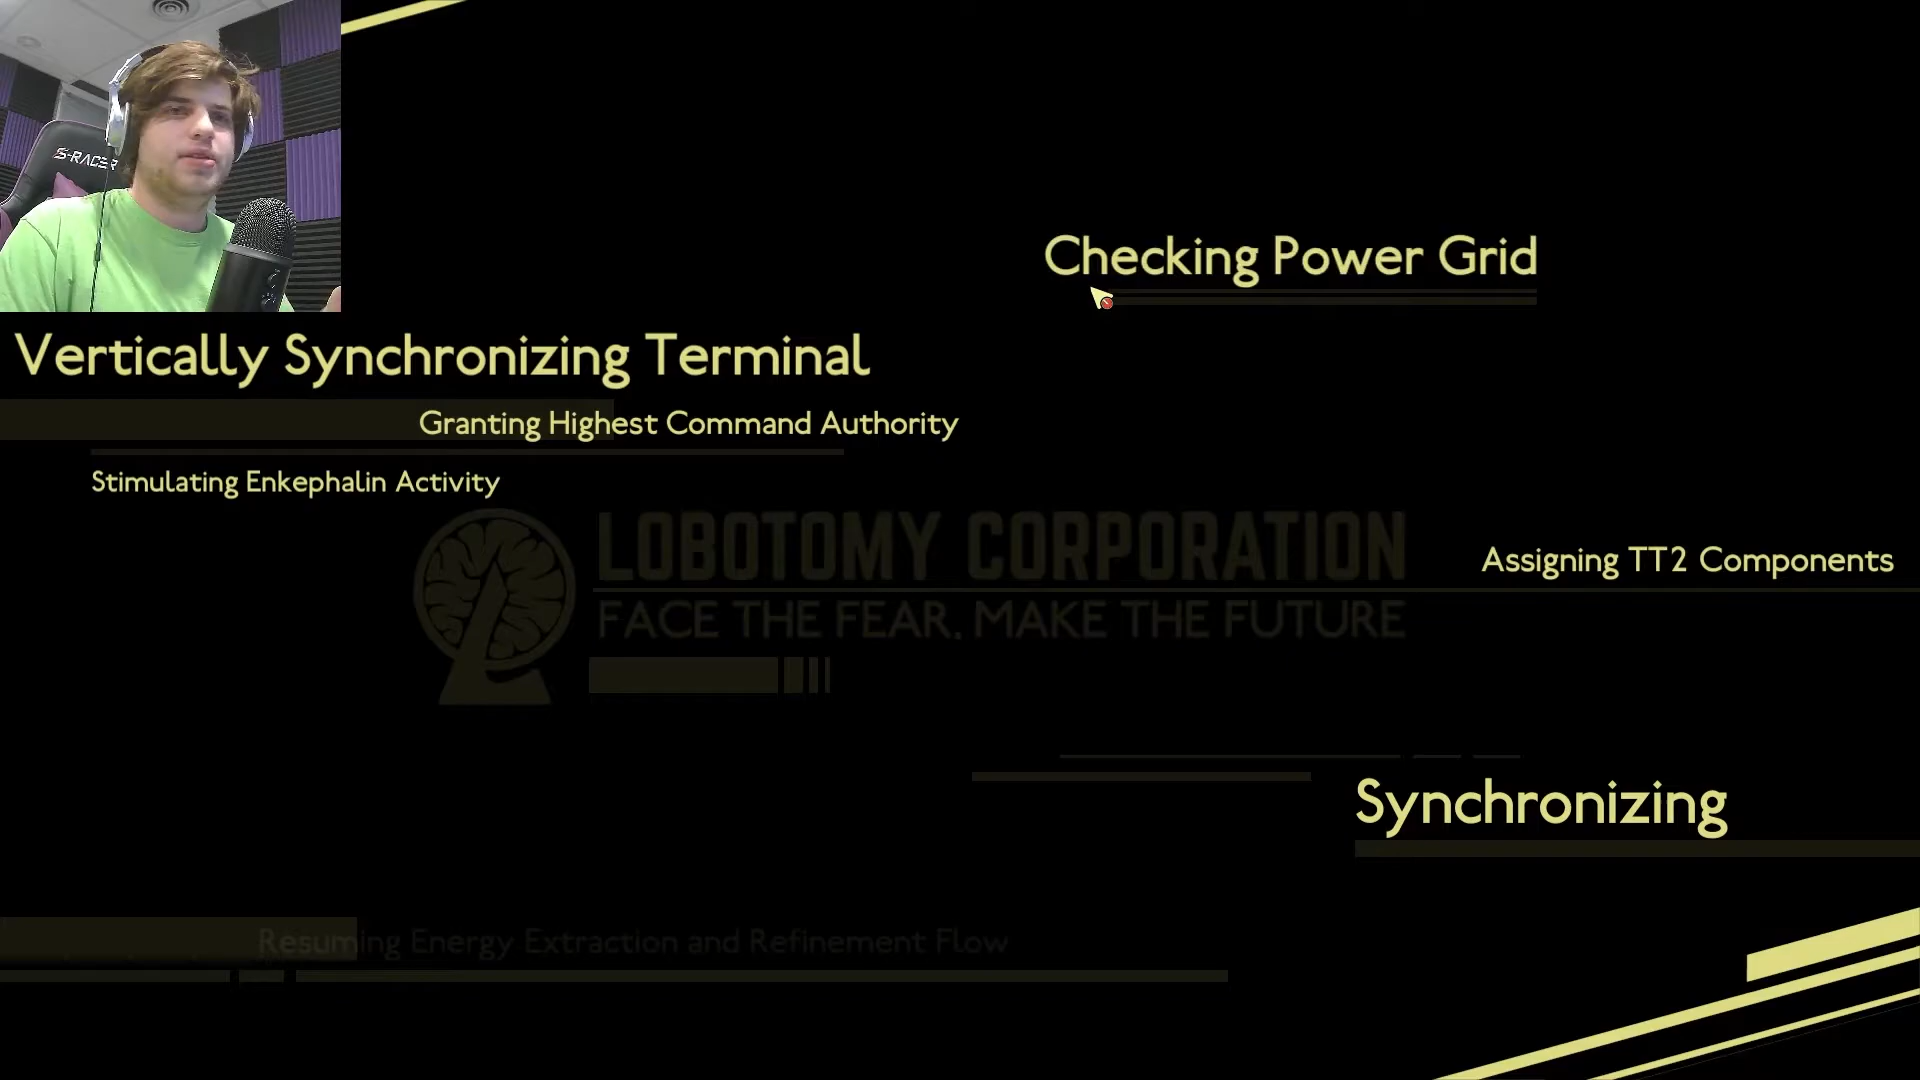 S-RACER
Checking Power Grid
Vertically Synchronizing Terminal
Granting Highest Command Authority
Stimulating Enkephalin Activity
LOBOTOMY CORPORATION
FACE THE FEAR. MAKE THE FUTURE
Assigning TT2 Components
Synchronizing
Resuming Energy Extraction and Refinement Flow